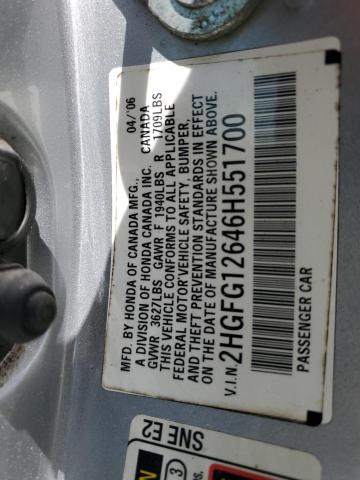 MFD. BY HONDA OF CANADA MFG., 04/'06
A DIVISION OF HONDA CANADA INC. CANADA
GVWR 3627LBS GAWR F 1940LBS R 1709LBS
THIS VEHICLE CONFORMS TO ALL APPLICABLE
FEDERAL MOTOR VEHICLE SAFETY, BUMPER,
AND THEFT PREVENTION STANDARDS IN EFFECT
ON THE DATE OF MANUFACTURE SHOWN ABOVE.
V.I.N. 2HGFG12646H551700
PASSENGER CAR
SNE E2
V
3